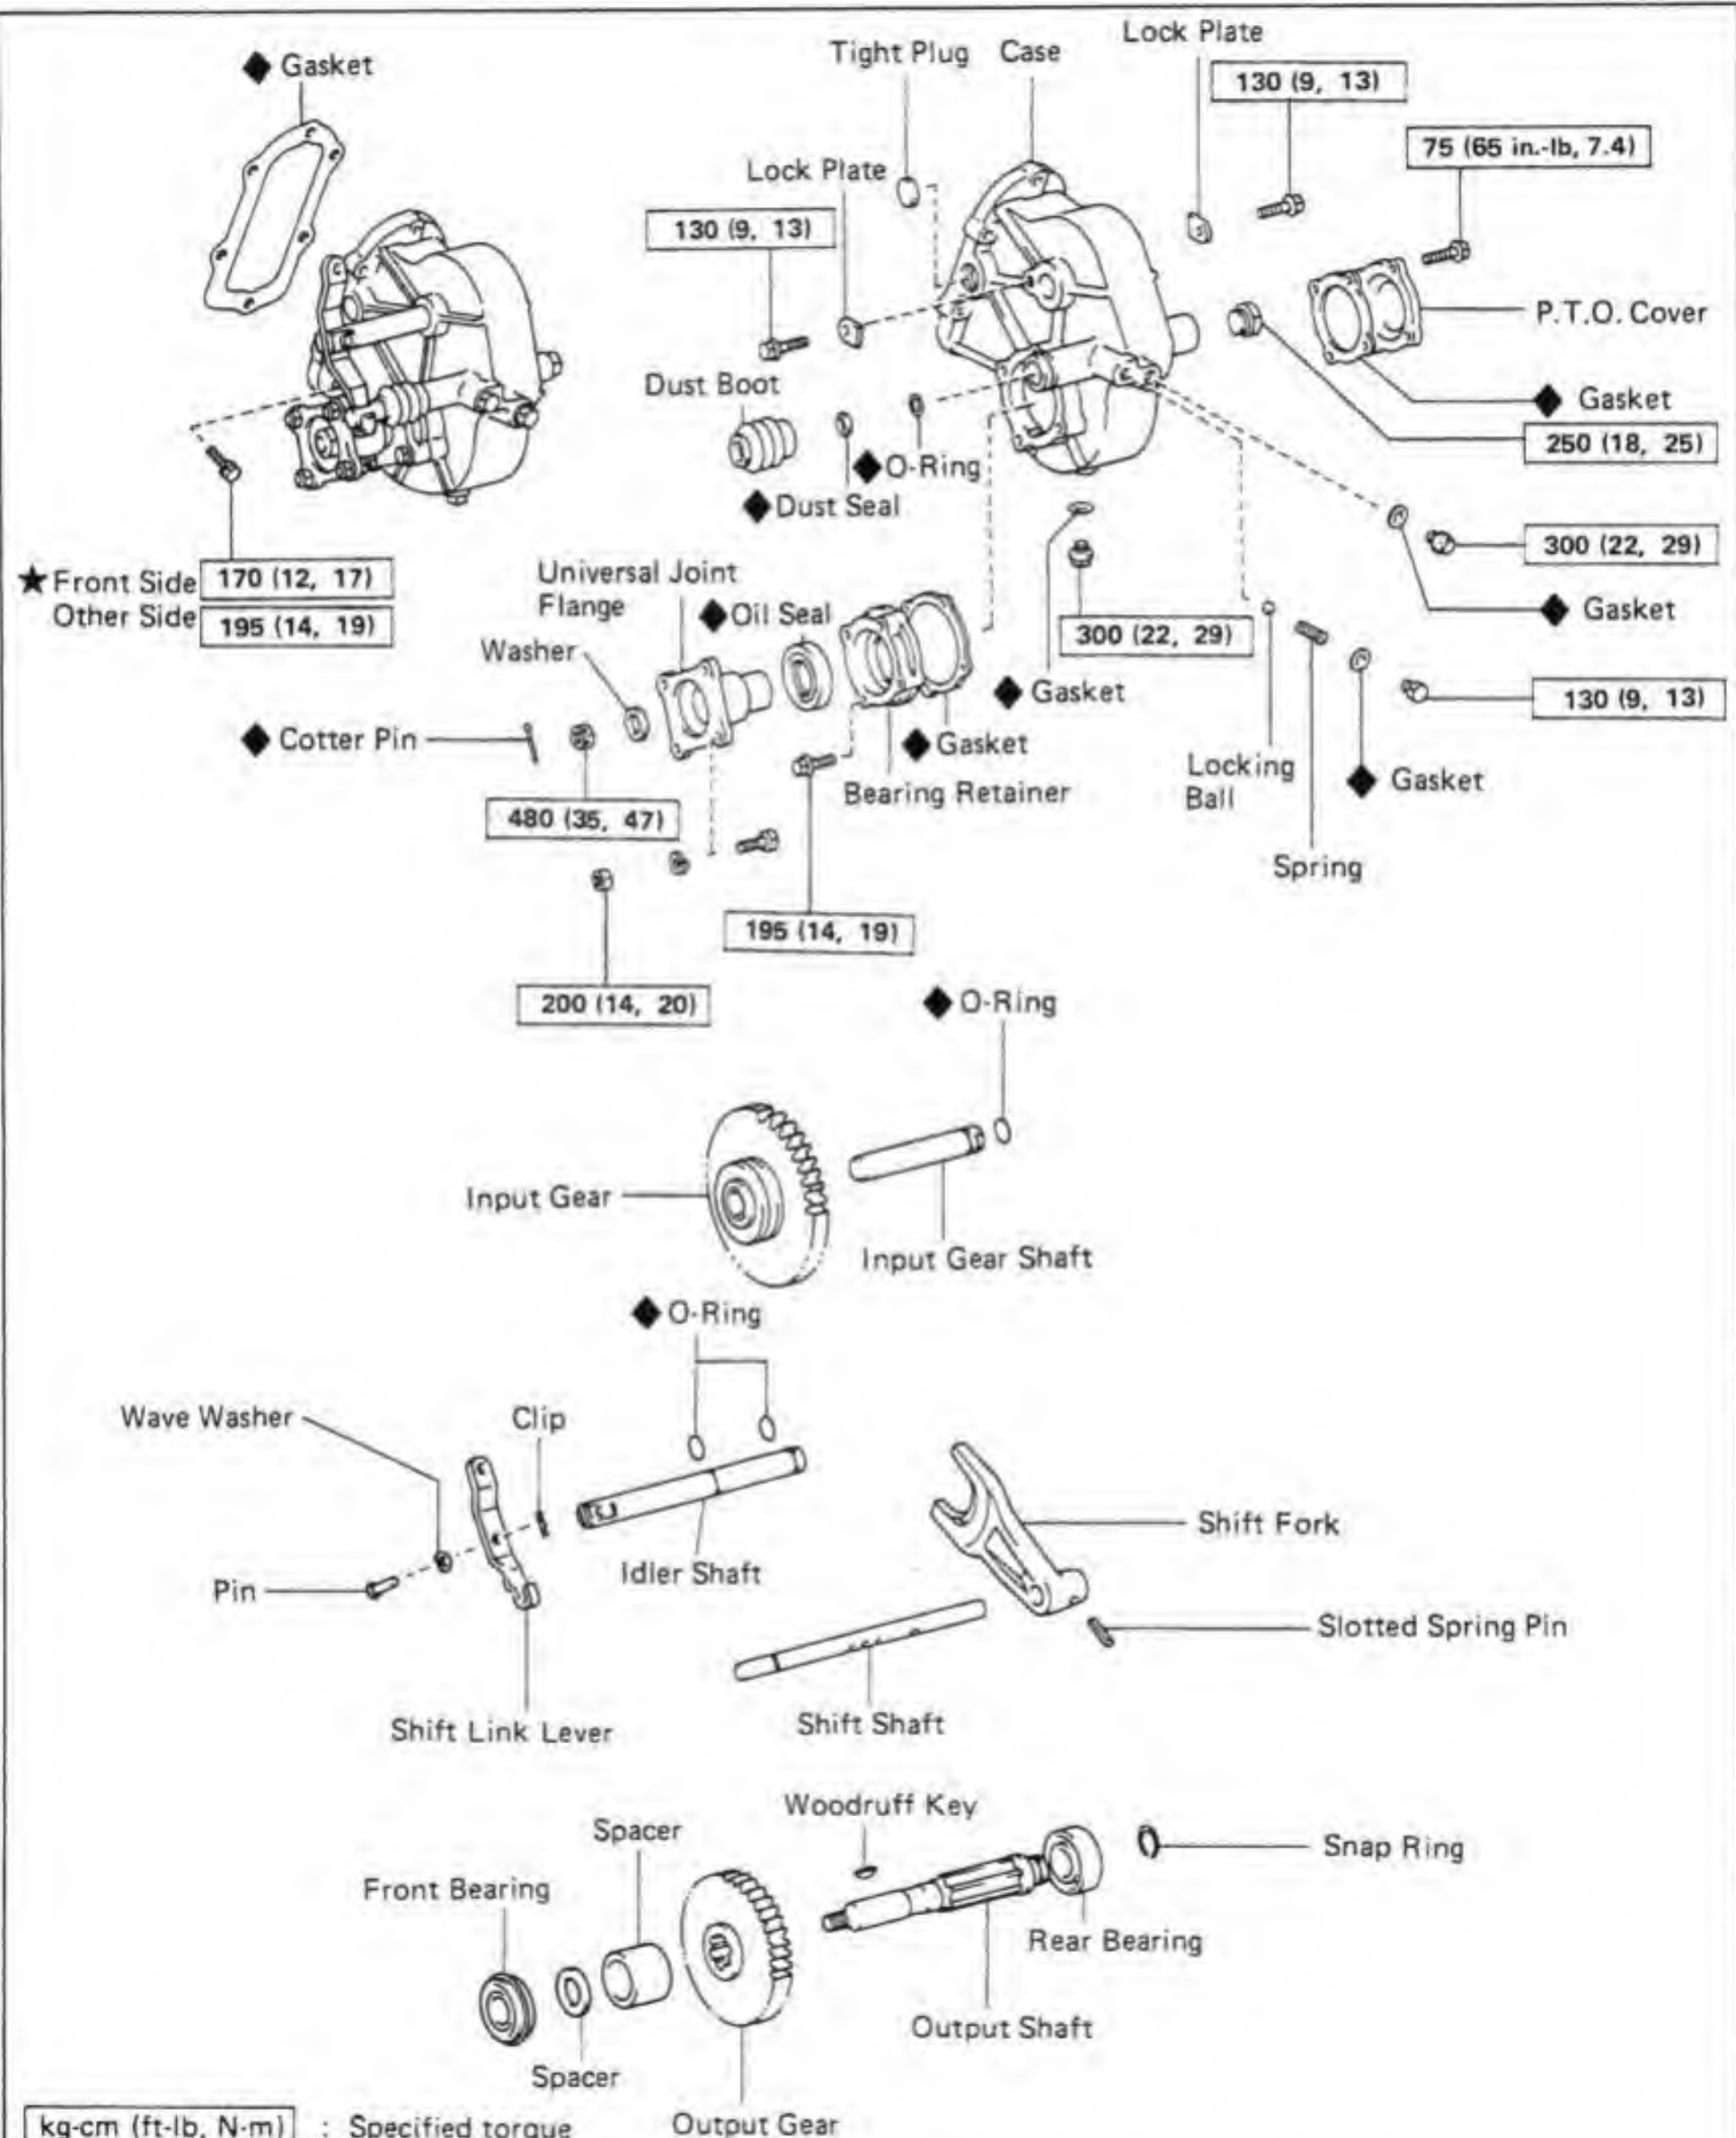 ◆ Gasket
Tight Plug
Case
Lock Plate
130 (9, 13)
75 (65 in.-lb, 7.4)
Lock Plate
130 (9, 13)
P.T.O. Cover
Dust Boot
◆ Gasket
250 (18, 25)
◆ O-Ring
◆ Dust Seal
300 (22, 29)
★ Front Side 170 (12, 17)
Other Side 195 (14, 19)
Universal Joint
Flange
◆ Oil Seal
◆ Gasket
300 (22, 29)
Washer
◆ Gasket
130 (9, 13)
◆ Cotter Pin
◆ Gasket
Locking
Ball
◆ Gasket
Bearing Retainer
480 (35, 47)
Spring
195 (14, 19)
200 (14, 20)
◆ O-Ring
Input Gear
Input Gear Shaft
◆ O-Ring
Wave Washer
Clip
Shift Fork
Idler Shaft
Pin
Slotted Spring Pin
Shift Shaft
Shift Link Lever
Woodruff Key
Spacer
Snap Ring
Front Bearing
Rear Bearing
Output Shaft
Spacer
Output Gear
kg-cm (ft-lb, N·m) : Specified torque